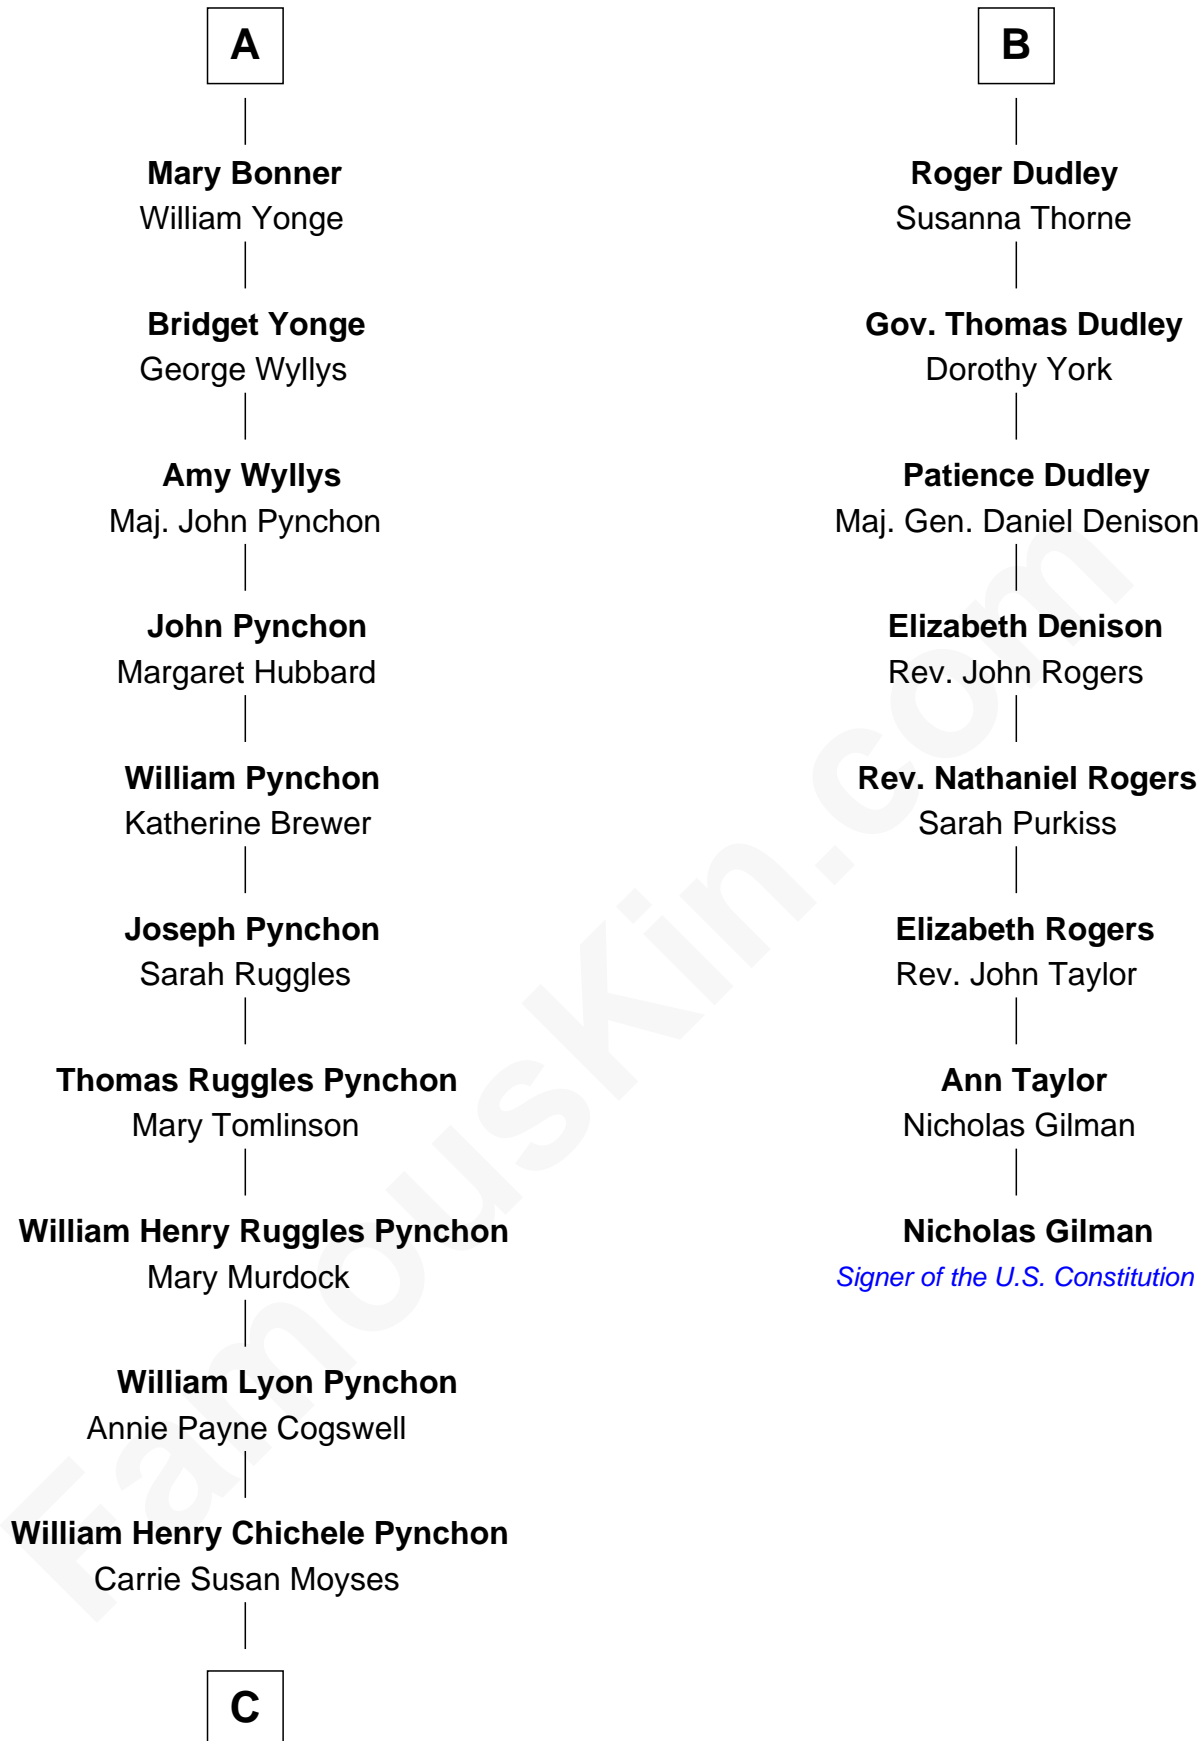 A
Mary Bonner
William Yonge
Bridget Yonge
George Wyllys
Amy Wyllys
Maj. John Pynchon
John Pynchon
Margaret Hubbard
William Pynchon
Katherine Brewer
Joseph Pynchon
Sarah Ruggles
Thomas Ruggles Pynchon
Mary Tomlinson
William Henry Ruggles Pynchon
Mary Murdock
William Lyon Pynchon
Annie Payne Cogswell
William Henry Chichele Pynchon
Carrie Susan Moyses
C
B
Roger Dudley
Susanna Thorne
Gov. Thomas Dudley
Dorothy York
Patience Dudley
Maj. Gen. Daniel Denison
Elizabeth Denison
Rev. John Rogers
Rev. Nathaniel Rogers
Sarah Purkiss
Elizabeth Rogers
Rev. John Taylor
Ann Taylor
Nicholas Gilman
Nicholas Gilman
Signer of the U.S. Constitution
FamousKin.com